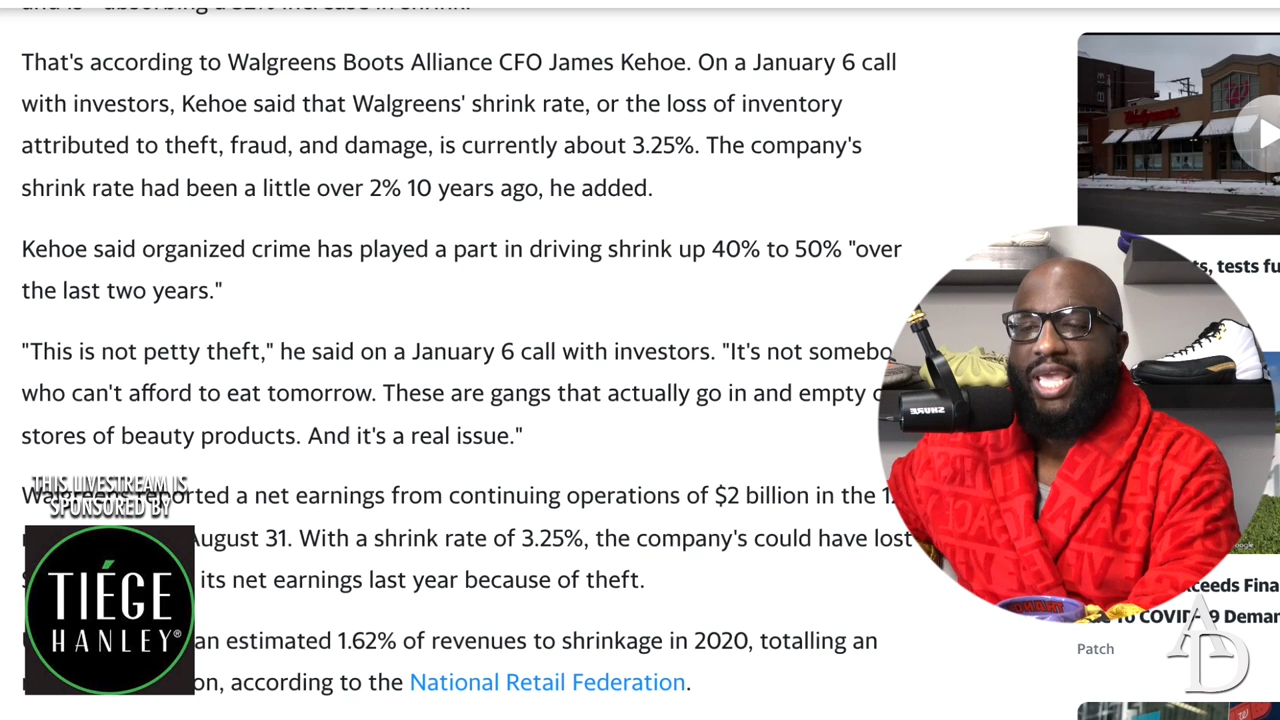 That's according to Walgreens Boots Alliance CFO James Kehoe. On a January 6 call
with investors, Kehoe said that Walgreens' shrink rate, or the loss of inventory
attributed to theft, fraud, and damage, is currently about 3.25%. The company's
shrink rate had been a little over 2% 10 years ago, he added.
Kehoe said organized crime has played a part in driving shrink up 40% to 50% "over
the last two years."
"This is not petty theft," he said on a January 6 call with investors. "It's not
who can't afford to eat tomorrow. These are gangs that actually go in and empty
stores of beauty products. And it's a real issue."
Walgreens reported a net earnings from continuing operations of $2 billion in the
August 31. With a shrink rate of 3.25%, the company's could have lost
its net earnings last year because of theft.
an estimated 1.62% of revenues to shrinkage in 2020, totalling an
according to the National Retail Federation.
THIS LIVESTREAM IS
SPONSORED BY
TIÉGE
HANLEY®
Walgreens
tests
SHURE
COVID-19
Patch
AD